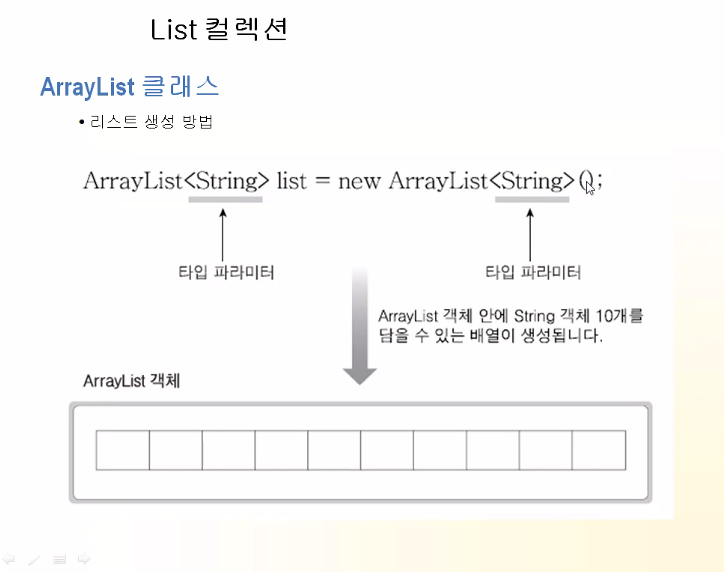 List 컬렉션
ArrayList 클래스
• 리스트 생성 방법
ArrayList<String> list = new ArrayList<String>();
타입 파라미터 타입 파라미터
ArrayList 객체 안에 String 객체 10개를
담을 수 있는 배열이 생성됩니다.
ArrayList 객체